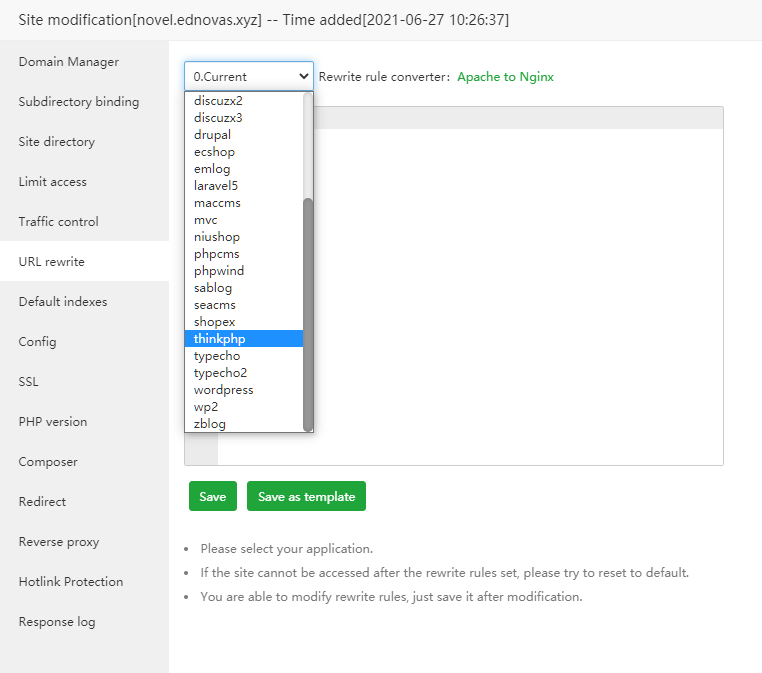 Site modification[novel.ednovas.xyz] -- Time added[2021-06-27 10:26:37]
Domain Manager
Subdirectory binding
Site directory
Limit access
Traffic control
URL rewrite
Default indexes
Config
SSL
PHP version
Composer
Redirect
Reverse proxy
Hotlink Protection
Response log
0.Current
Rewrite rule converter: Apache to Nginx
discuzx2
discuzx3
drupal
ecshop
emlog
laravel5
maccms
mvc
niushop
phpcms
phpwind
sablog
seacms
shopex
thinkphp
typecho
typecho2
wordpress
wp2
zblog
Save
Save as template
Please select your application.
If the site cannot be accessed after the rewrite rules set, please try to reset to default.
You are able to modify rewrite rules, just save it after modification.